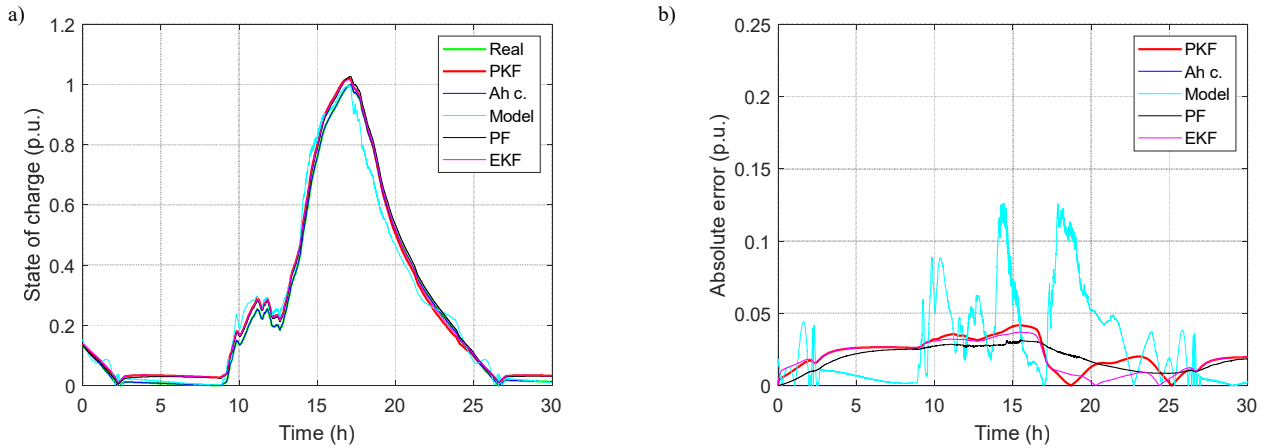 a)
State of charge (p.u.)
1.2
1
0.8
0.6
0.4
0.2
0
0
5
10
15
20
25
30
Time (h)
Real
PKF
Ah c.
Model
PF
EKF
b)
Absolute error (p.u.)
0.25
0.2
0.15
0.1
0.05
0
0
5
10
15
20
25
30
Time (h)
PKF
Ah c.
Model
PF
EKF